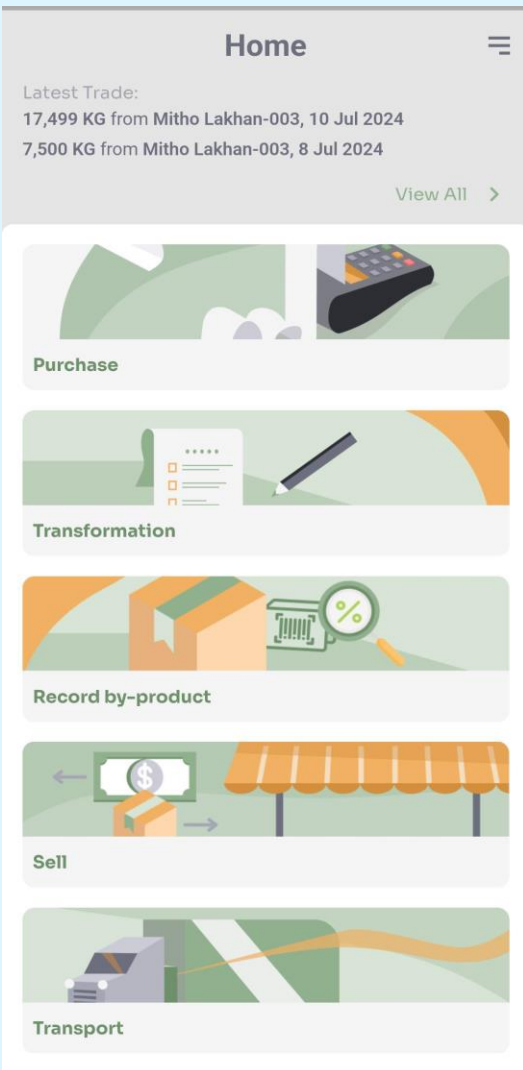 Home
Latest Trade:
17,499 KG from Mitho Lakhan-003, 10 Jul 2024
7,500 KG from Mitho Lakhan-003, 8 Jul 2024
View All >
Purchase
Transformation
%
Record by-product
$
Sell
Transport